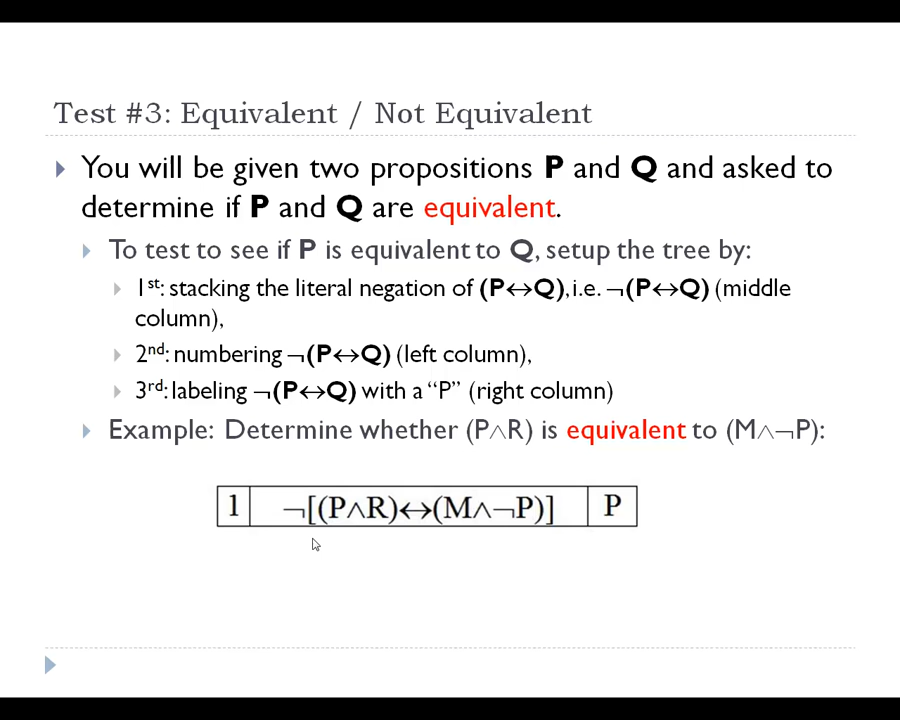 Test #3: Equivalent / Not Equivalent
You will be given two propositions P and Q and asked to
determine if P and Q are equivalent.
To test to see if P is equivalent to Q, setup the tree by:
1st: stacking the literal negation of (P↔Q), i.e. ¬(P↔Q) (middle
column),
2nd: numbering ¬(P↔Q) (left column),
3rd: labeling ¬(P↔Q) with a “P” (right column)
Example: Determine whether (P∧R) is equivalent to (M∧¬P):
1 ¬[(P∧R)↔(M∧¬P)] P